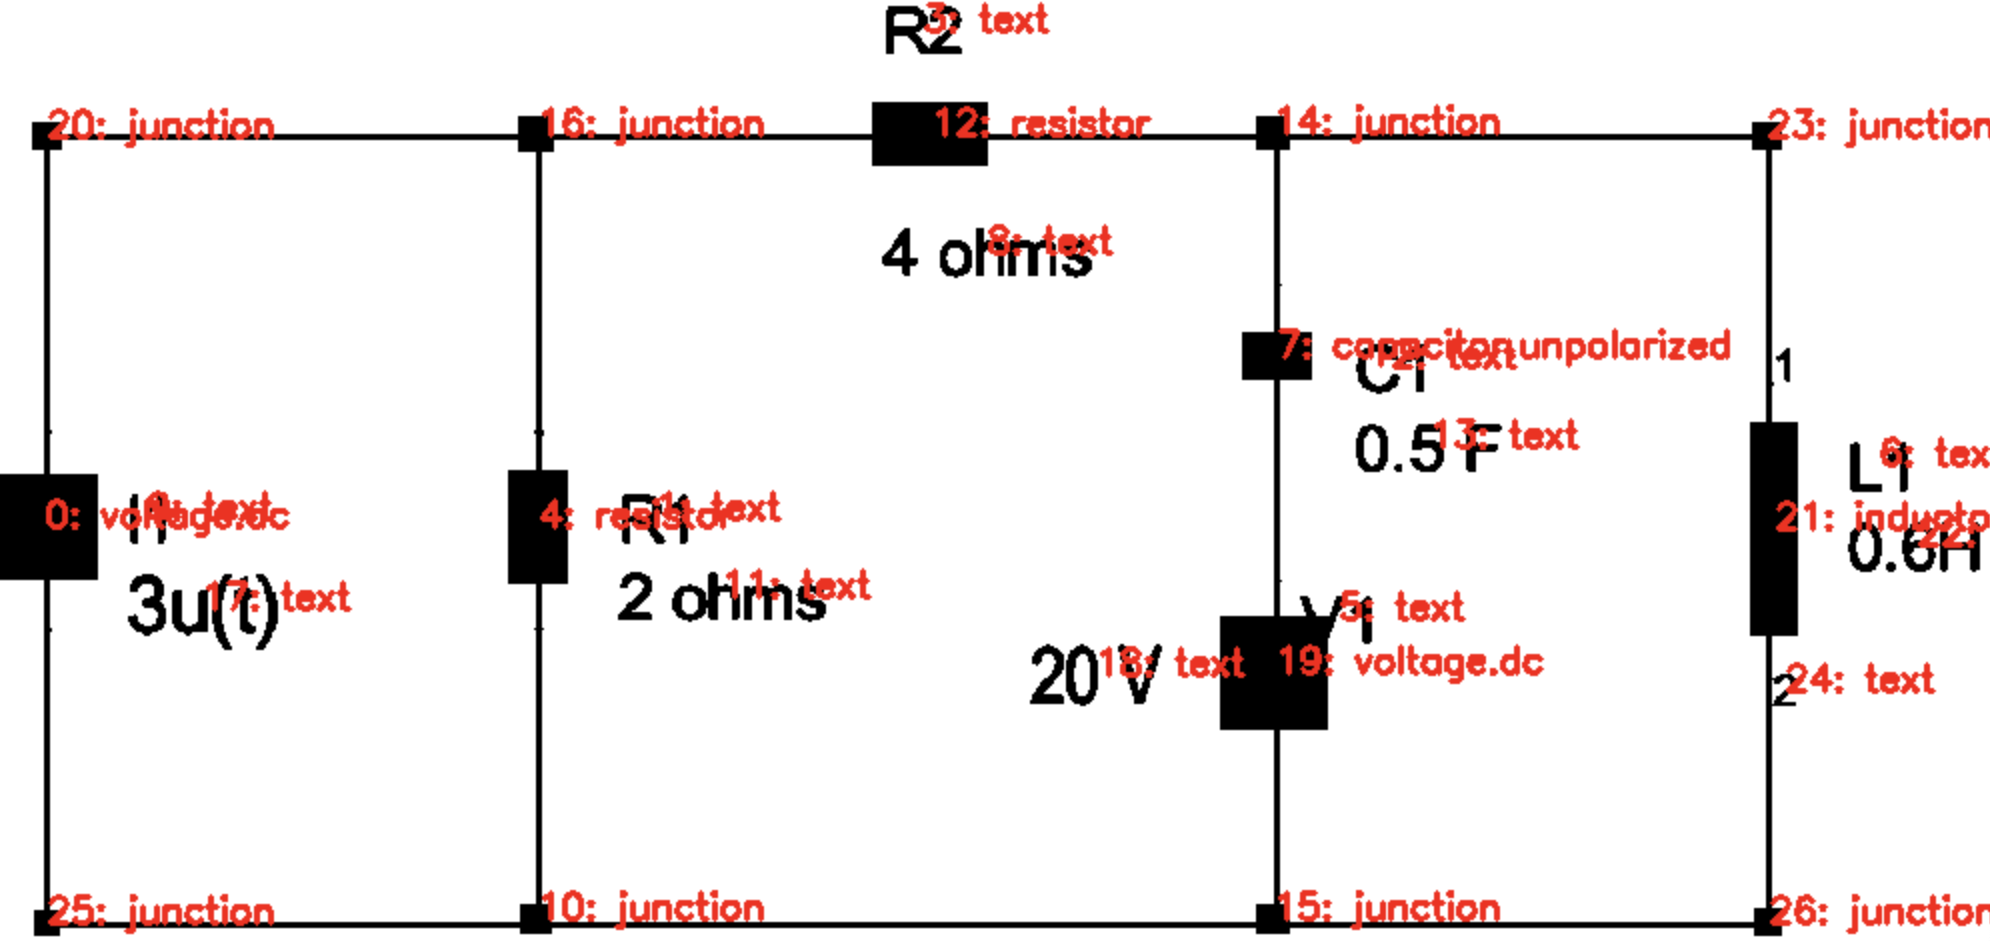 R2
3: text
20: junction
16: junction
12: resistor
14: junction
23: junction
4 ohms
8: text
7: capacitor.unpolarized
C1
2: text
1
0.5 F
13: text
L1
6: tex
0: voltage.dc
text
4: resistor
R1
1: text
21: inducto
0.6H
22:
3u(t)
17: text
2 ohms
11: text
V1
5: text
20 V
18: text
19: voltage.dc
2
24: text
25: junction
10: junction
15: junction
26: junction